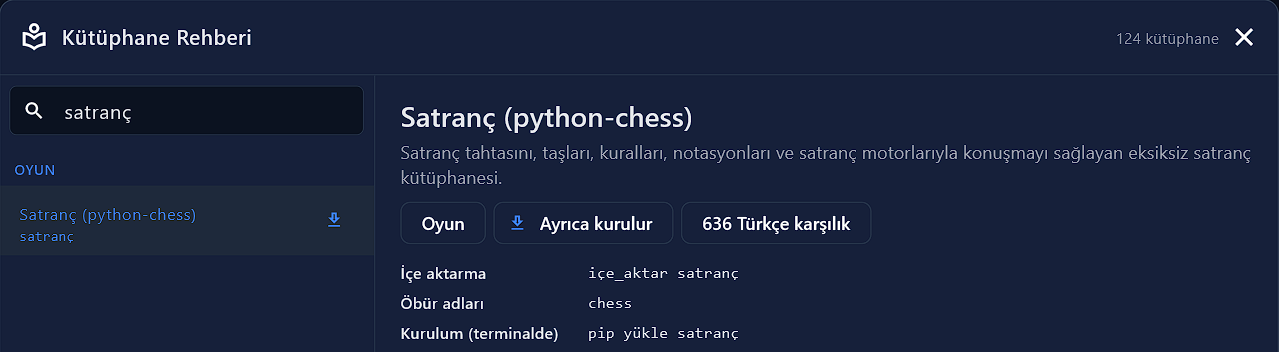 Kütüphane Rehberi
124 kütüphane
satranç
OYUN
Satranç (python-chess)
satranç
Satranç (python-chess)
Satranç tahtasını, taşları, kuralları, notasyonları ve satranç motorlarıyla konuşmayı sağlayan eksiksiz satranç
kütüphanesi.
Oyun
Ayrıca kurulur
636 Türkçe karşılık
İçe aktarma içe_aktar satranç
Öbür adları chess
Kurulum (terminalde) pip yükle satranç